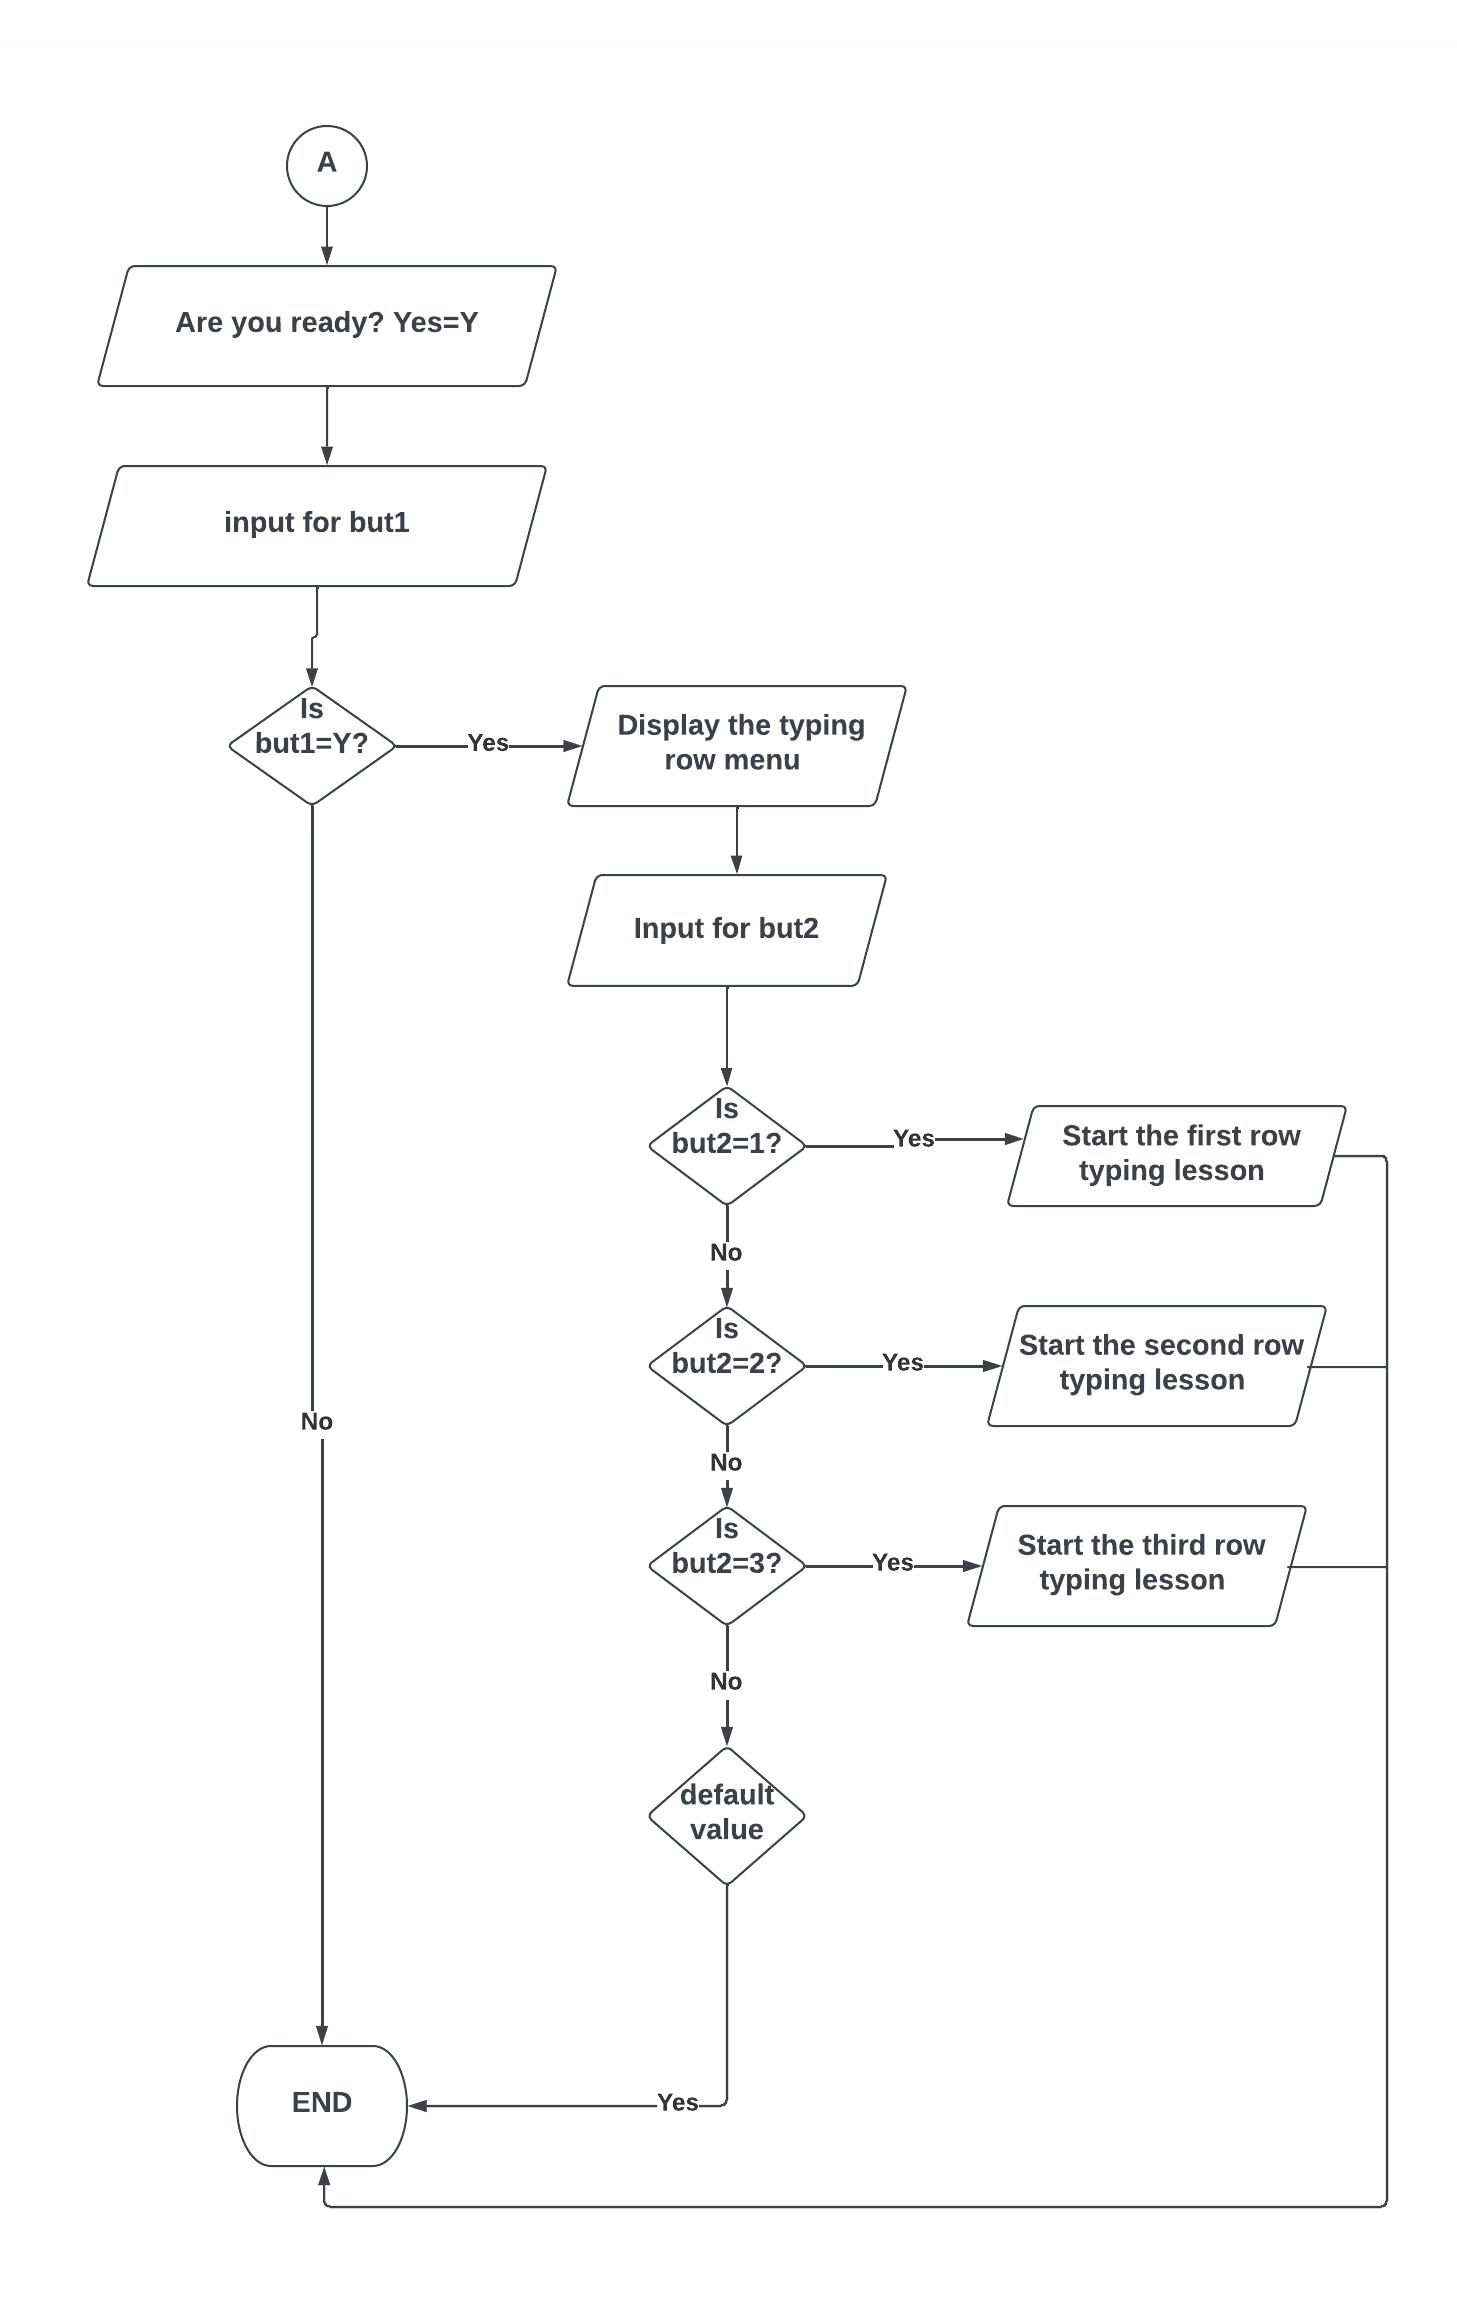 A
Are you ready? Yes=Y
input for but1
Is
but1=Y?
Yes
Display the typing
row menu
Input for but2
Is
but2=1?
Yes
Start the first row
typing lesson
No
Is
but2=2?
Yes
Start the second row
typing lesson
No
No
Is
but2=3?
Yes
Start the third row
typing lesson
No
default
value
END
Yes